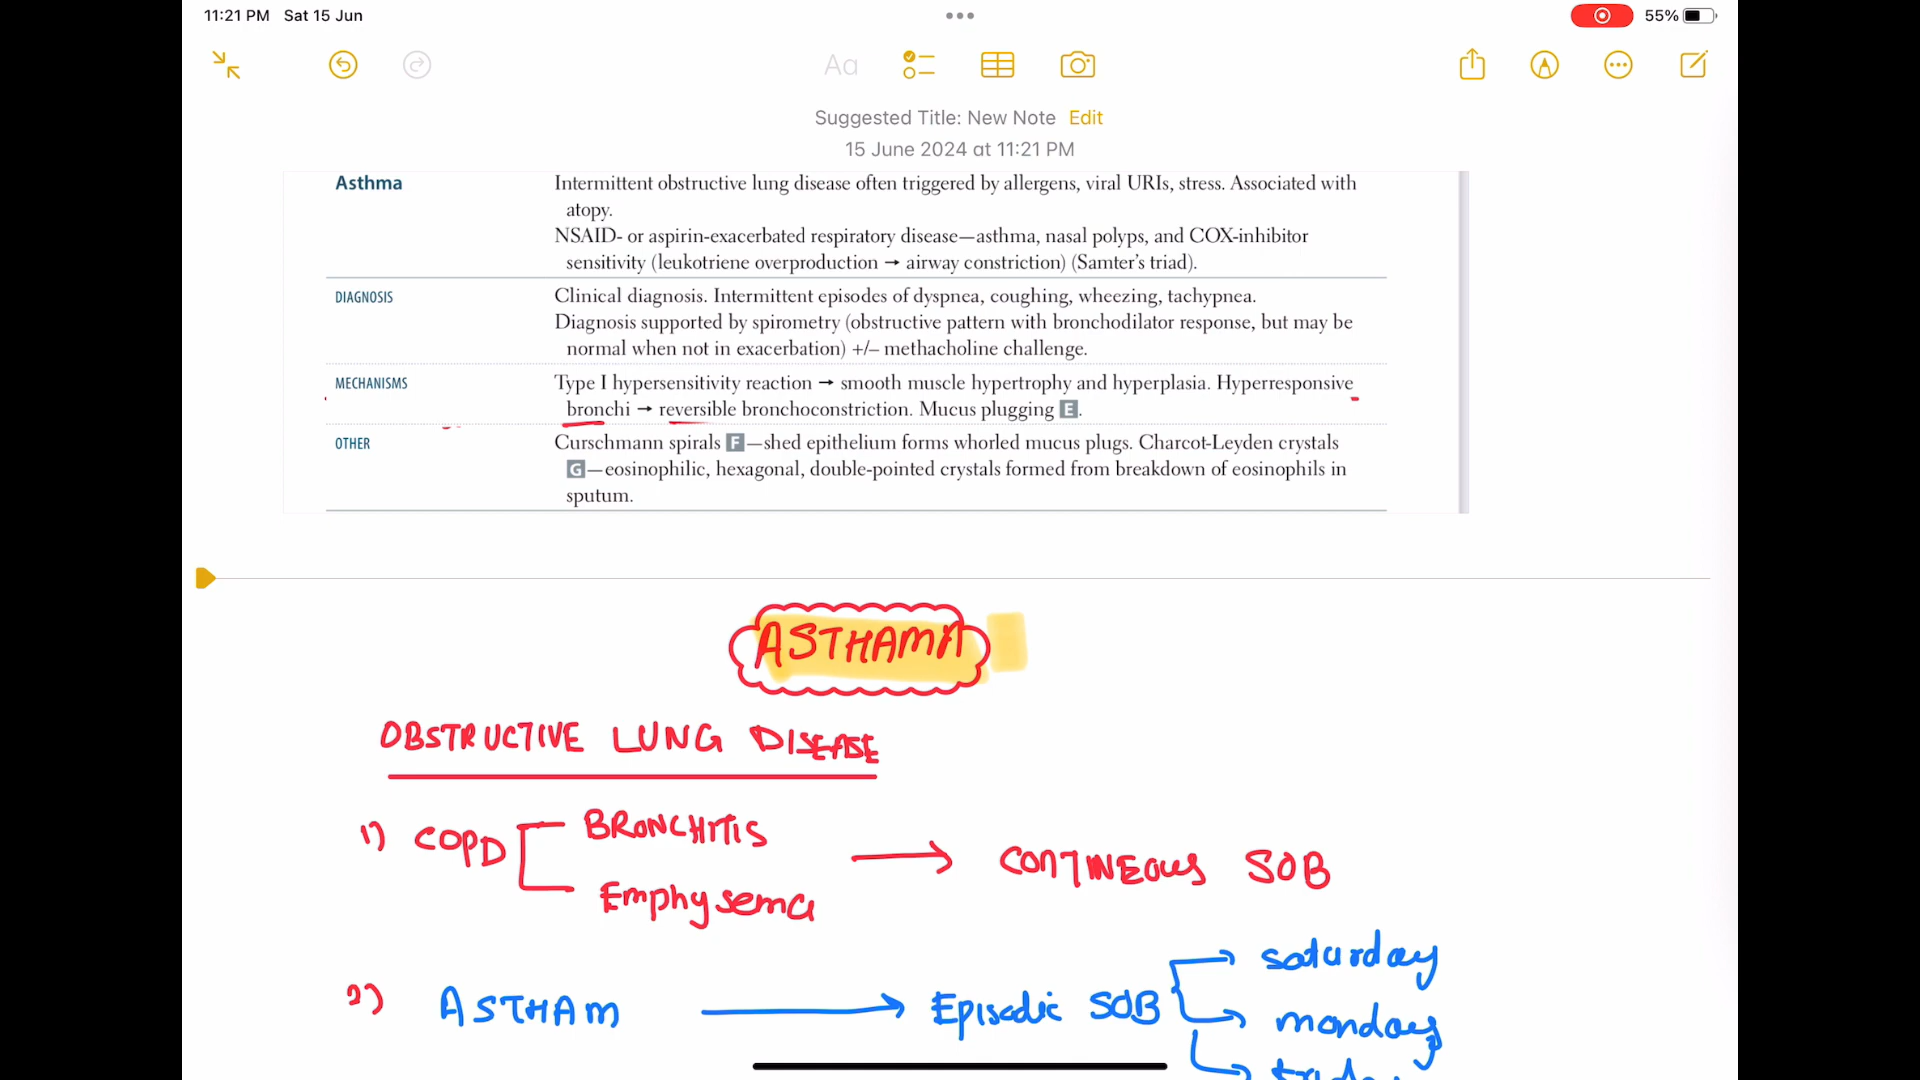 11:21 PM Sat 15 Jun
55%
Aa
Suggested Title: New Note Edit
15 June 2024 at 11:21 PM
Asthma Intermittent obstructive lung disease often triggered by allergens, viral URIs, stress. Associated with
atopy.
NSAID- or aspirin-exacerbated respiratory disease—asthma, nasal polyps, and COX-inhibitor
sensitivity (leukotriene overproduction → airway constriction) (Samter's triad).
DIAGNOSIS Clinical diagnosis. Intermittent episodes of dyspnea, coughing, wheezing, tachypnea.
Diagnosis supported by spirometry (obstructive pattern with bronchodilator response, but may be
normal when not in exacerbation) +/– methacholine challenge.
MECHANISMS Type I hypersensitivity reaction → smooth muscle hypertrophy and hyperplasia. Hyperresponsive
bronchi → reversible bronchoconstriction. Mucus plugging E.
OTHER Curschmann spirals F—shed epithelium forms whorled mucus plugs. Charcot-Leyden crystals
G—eosinophilic, hexagonal, double-pointed crystals formed from breakdown of eosinophils in
sputum.
ASTHAMA
OBSTRUCTIVE LUNG DISEASE
1) COPD BRONCHITIS → CONTINEOUS SOB
Emphysema
2) ASTHAM → Episodic SOB → saturday
→ monday